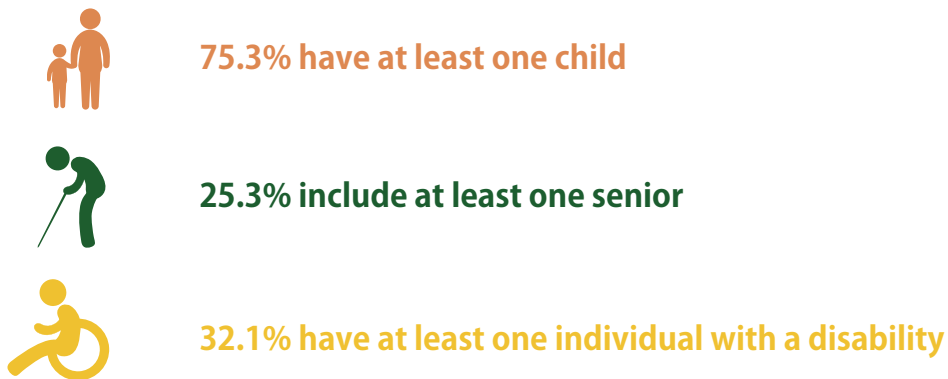 75.3% have at least one child
25.3% include at least one senior
32.1% have at least one individual with a disability